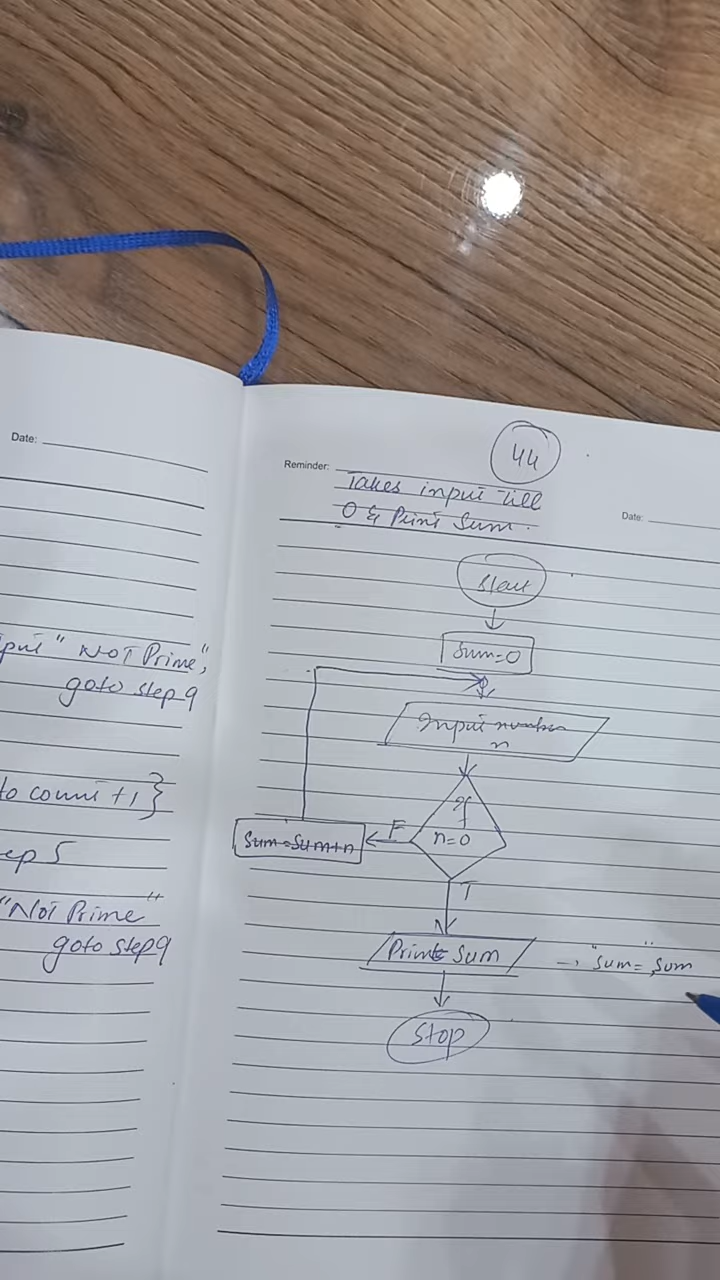 Date:
"NOT Prime",
goto step 9
to count +1}
ep 5
"Not Prime"
goto step 9
44
Reminder:
Takes input Till
0 & Print Sum.
Date:
Start
Sum=0
Input number
n
If
n=0
F
Sum=Sum+n
T
Print Sum
→ "Sum=", Sum
Stop